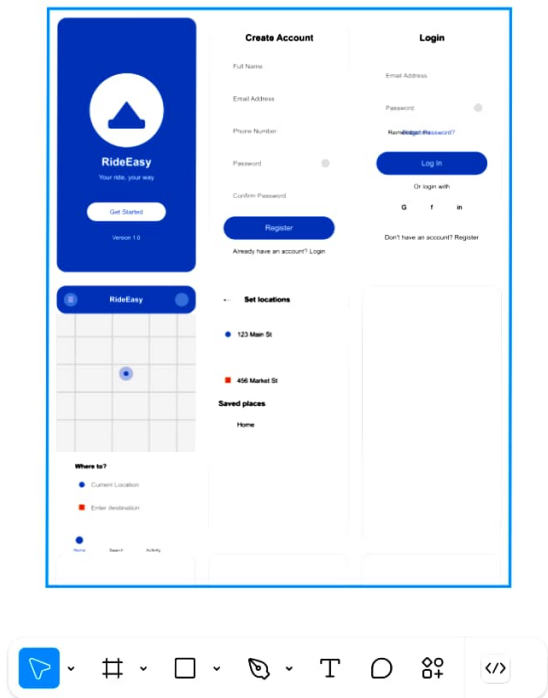 RideEasy
Your ride, your way
Get Started
Version 1.0
Create Account
Full Name
Email Address
Phone Number
Password
Confirm Password
Register
Already have an account? Login
Login
Email Address
Password
Password?
Log In
Or login with
G f in
Don't have an account? Register
RideEasy
Where to?
Current Location
Enter destination
Home Search Activity
Set locations
123 Main St
456 Market St
Saved places
Home
T